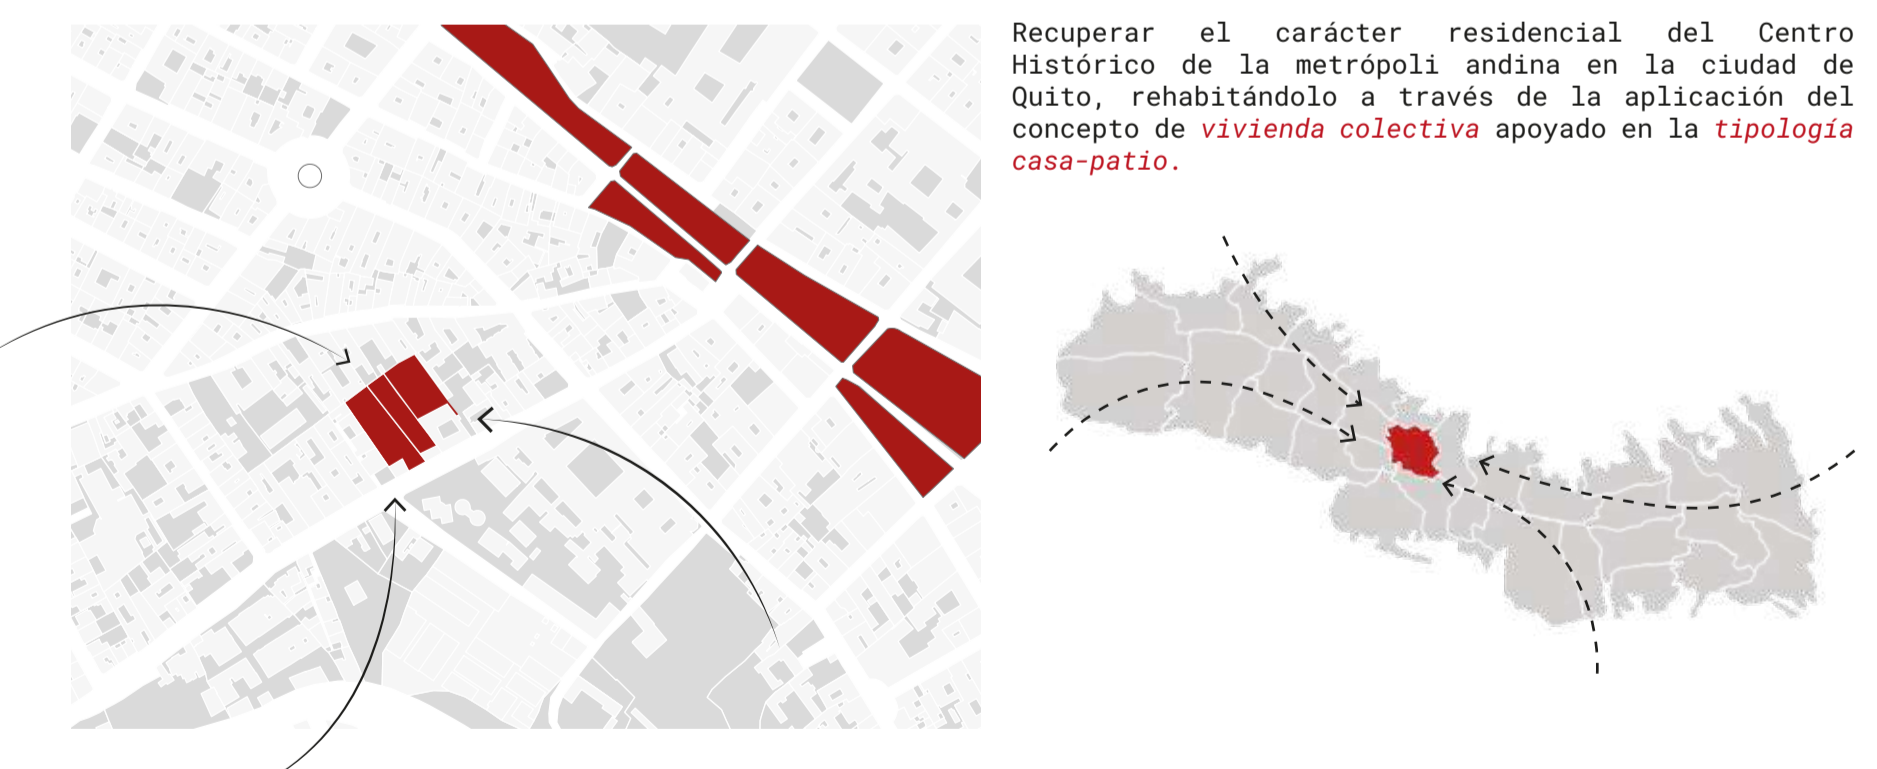 Recuperar el carácter residencial del Centro
Histórico de la metrópoli andina en la ciudad de
Quito, rehabitándolo a través de la aplicación del
concepto de vivienda colectiva apoyado en la tipología
casa-patio.